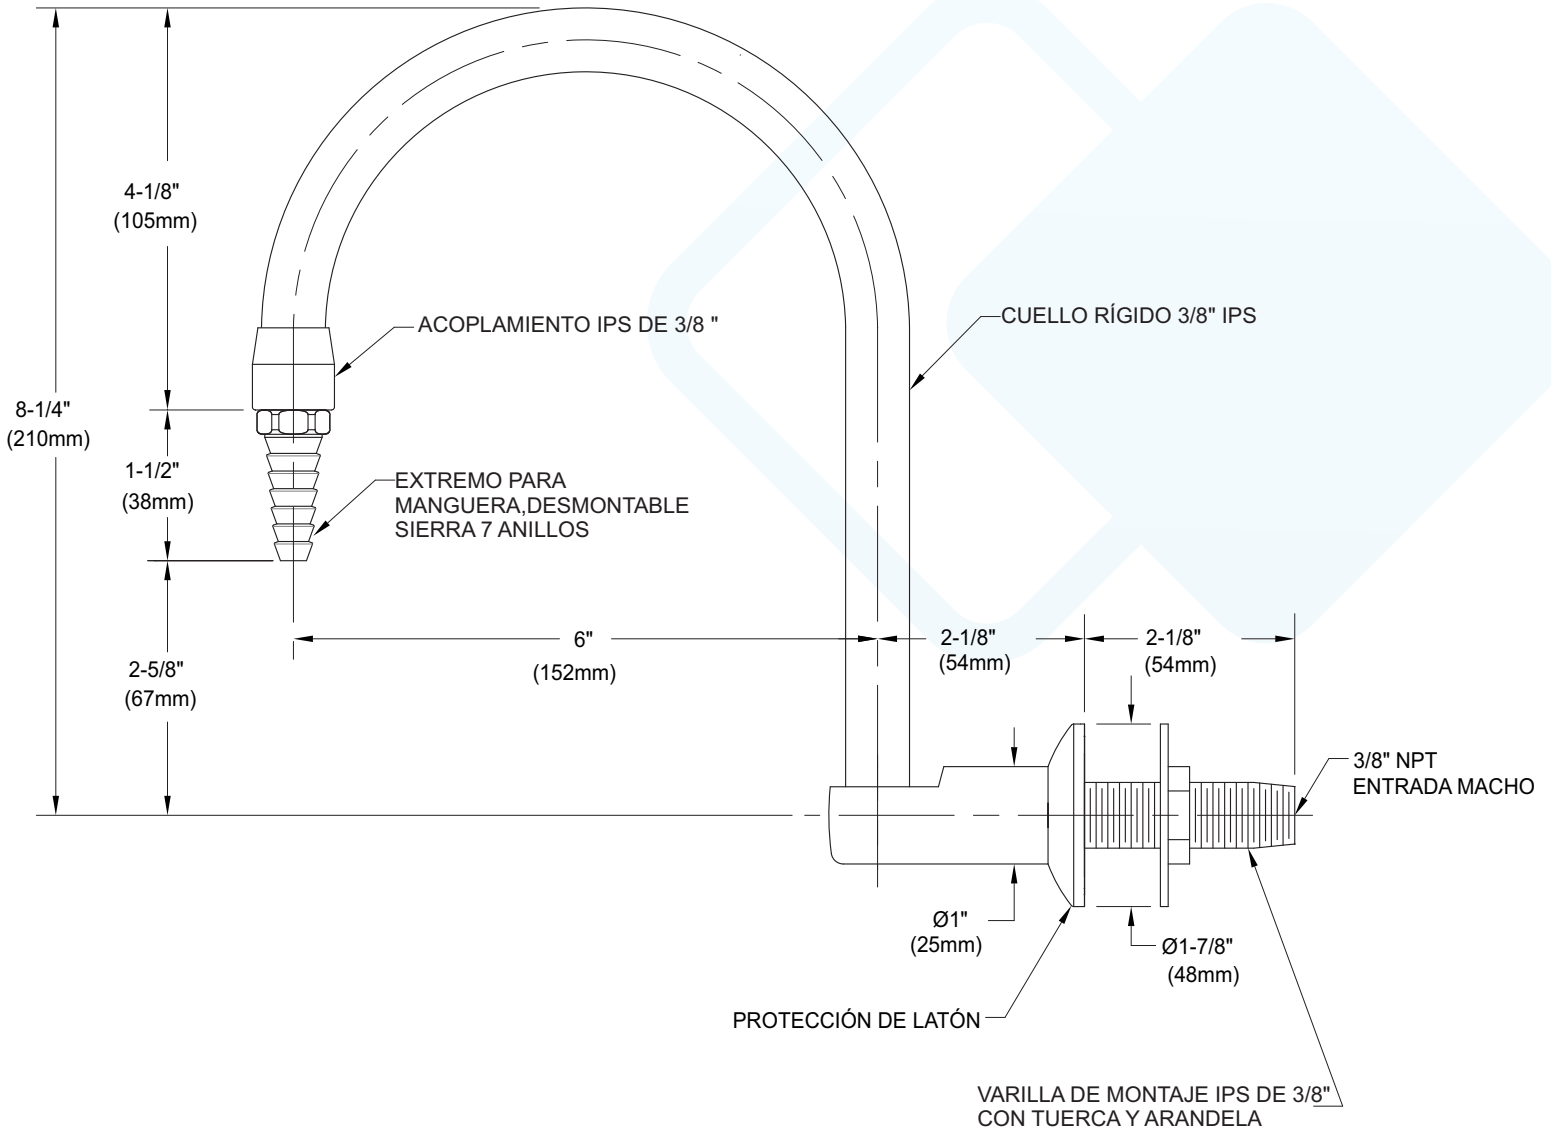 4-1/8"
(105mm)
ACOPLAMIENTO IPS DE 3/8 "
CUELLO RÍGIDO 3/8" IPS
8-1/4"
(210mm)
1-1/2"
(38mm)
EXTREMO PARA
MANGUERA,DESMONTABLE
SIERRA 7 ANILLOS
6"
(152mm)
2-1/8"
(54mm)
2-1/8"
(54mm)
2-5/8"
(67mm)
3/8" NPT
ENTRADA MACHO
Ø1"
(25mm)
Ø1-7/8"
(48mm)
PROTECCIÓN DE LATÓN
VARILLA DE MONTAJE IPS DE 3/8"
CON TUERCA Y ARANDELA